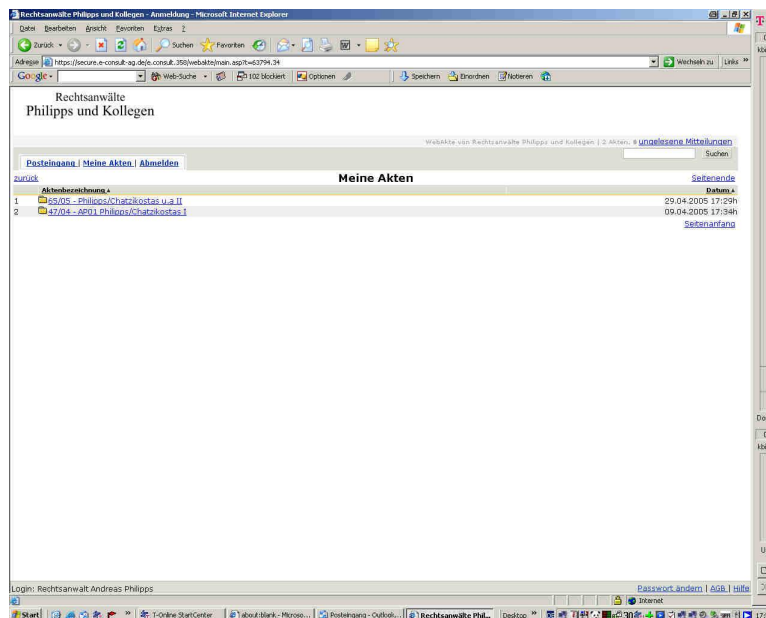 Rechtsanwälte Philipps und Kollegen - Anmeldung - Microsoft Internet Explorer
Datei Bearbeiten Ansicht Favoriten Extras ?
Zurück Suchen Favoriten
Adresse https://secure.e-consult-ag.de/e.consult.358/webakte/main.asp?t=63794.34 Wechseln zu Links »
Google Web-Suche 102 blockiert Optionen Speichern Einordnen Notieren
Rechtsanwälte
Philipps und Kollegen
WebAkte von Rechtsanwälte Philipps und Kollegen | 2 Akten, ungelesene Mitteilungen
Suchen
Posteingang | Meine Akten | Abmelden
zurück Meine Akten Seitenende
Aktenbezeichnung Datum
1 65/05 - Philipps/Chatzikostas u.a II 29.04.2005 17:29h
2 47/04 - AP01 Philipps/Chatzikostas I 09.04.2005 17:34h
Seitenanfang
Login: Rechtsanwalt Andreas Philipps Passwort ändern | AGB | Hilfe
Internet
Start » T-Online StartCenter about:blank - Microso... Posteingang - Outlook... Rechtsanwälte Phil... Desktop »